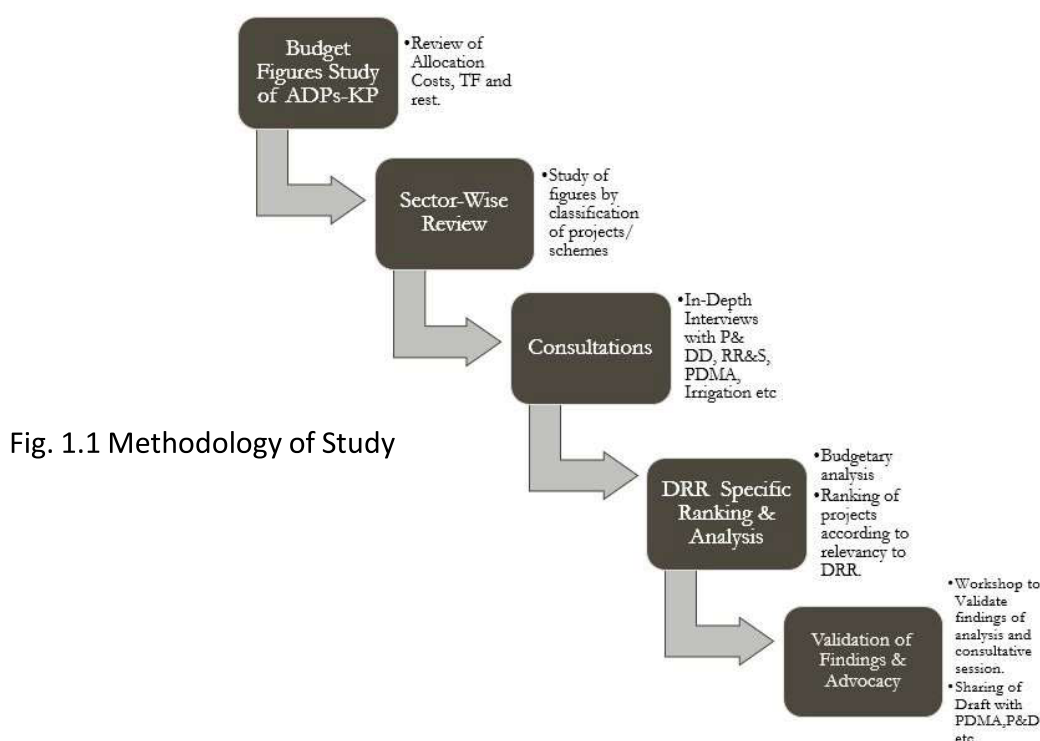 Budget
Figures Study
of ADPs-KP
•Review of
Allocation
Costs, TF and
rest.
Sector-Wise
Review
•Study of
figures by
classification
of projects/
schemes
Consultations
•In-Depth
Interviews
with P&
DD, RR&S,
PDMA,
Irrigation etc
Fig. 1.1 Methodology of Study
DRR Specific
Ranking &
Analysis
•Budgetary
analysis
•Ranking of
projects
according to
relevancy to
DRR.
Validation of
Findings &
Advocacy
•Workshop to
Validate
findings of
analysis and
consultative
session.
•Sharing of
Draft with
PDMA,P&D
etc